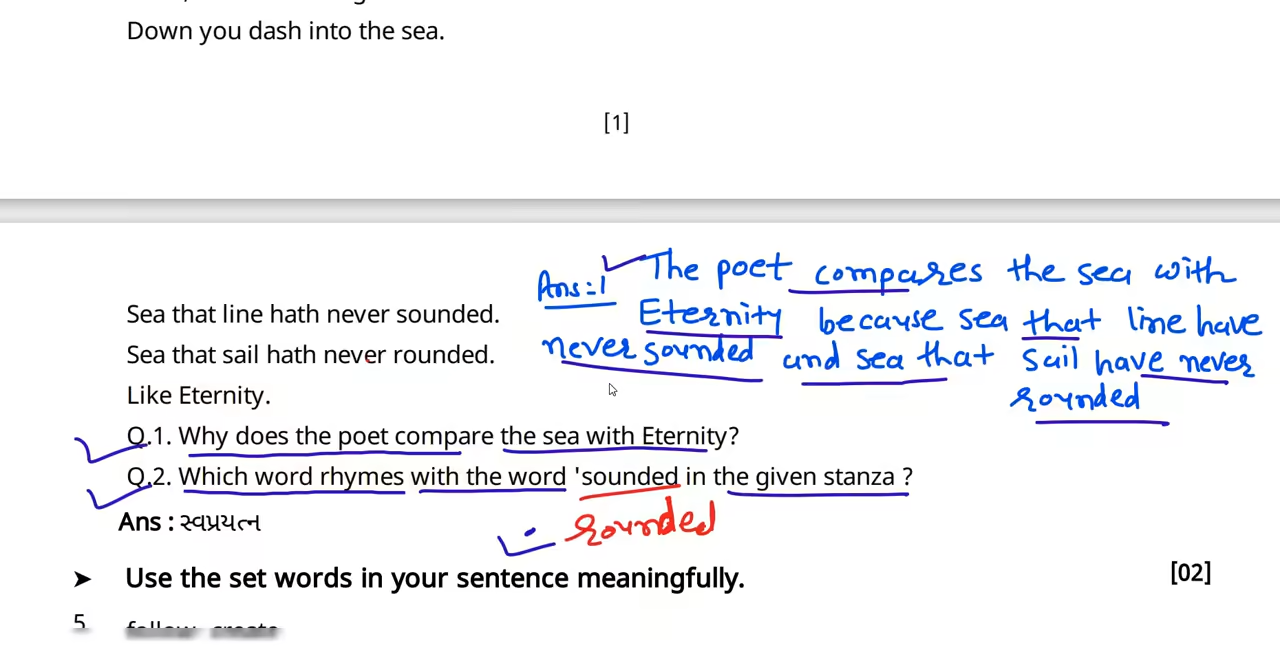 Down you dash into the sea.
[1]
Sea that line hath never sounded.
Sea that sail hath never rounded.
Like Eternity.
Ans:1 The poet compares the sea with
Eternity because sea that line have
never sounded and sea that sail have never
rounded
Q.1. Why does the poet compare the sea with Eternity?
Q.2. Which word rhymes with the word 'sounded in the given stanza ?
Ans : સ્વપ્રયત્ન
rounded
➤ Use the set words in your sentence meaningfully. [02]
5